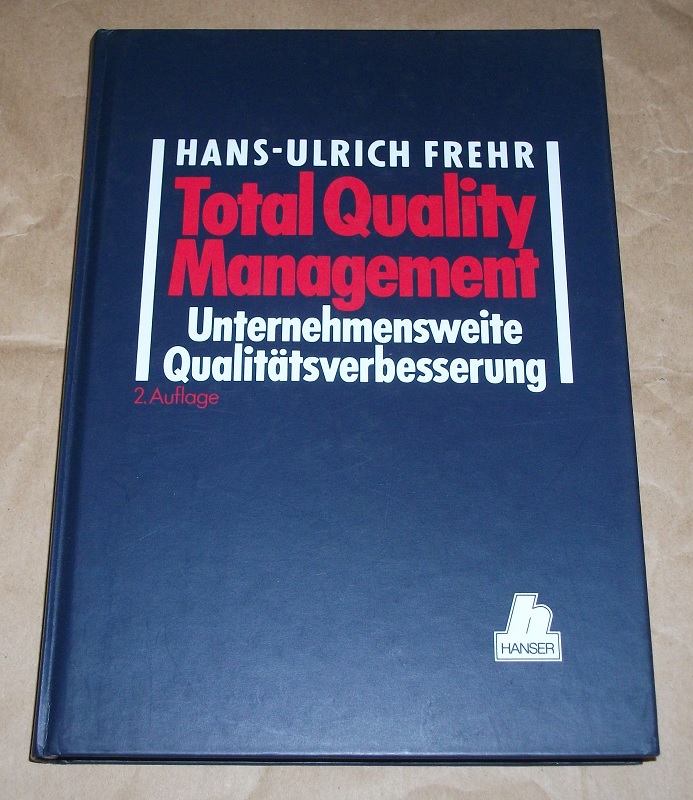 HANS-ULRICH FREHR
Total Quality
Management
Unternehmensweite
Qualitätsverbesserung
2. Auflage
h
HANSER